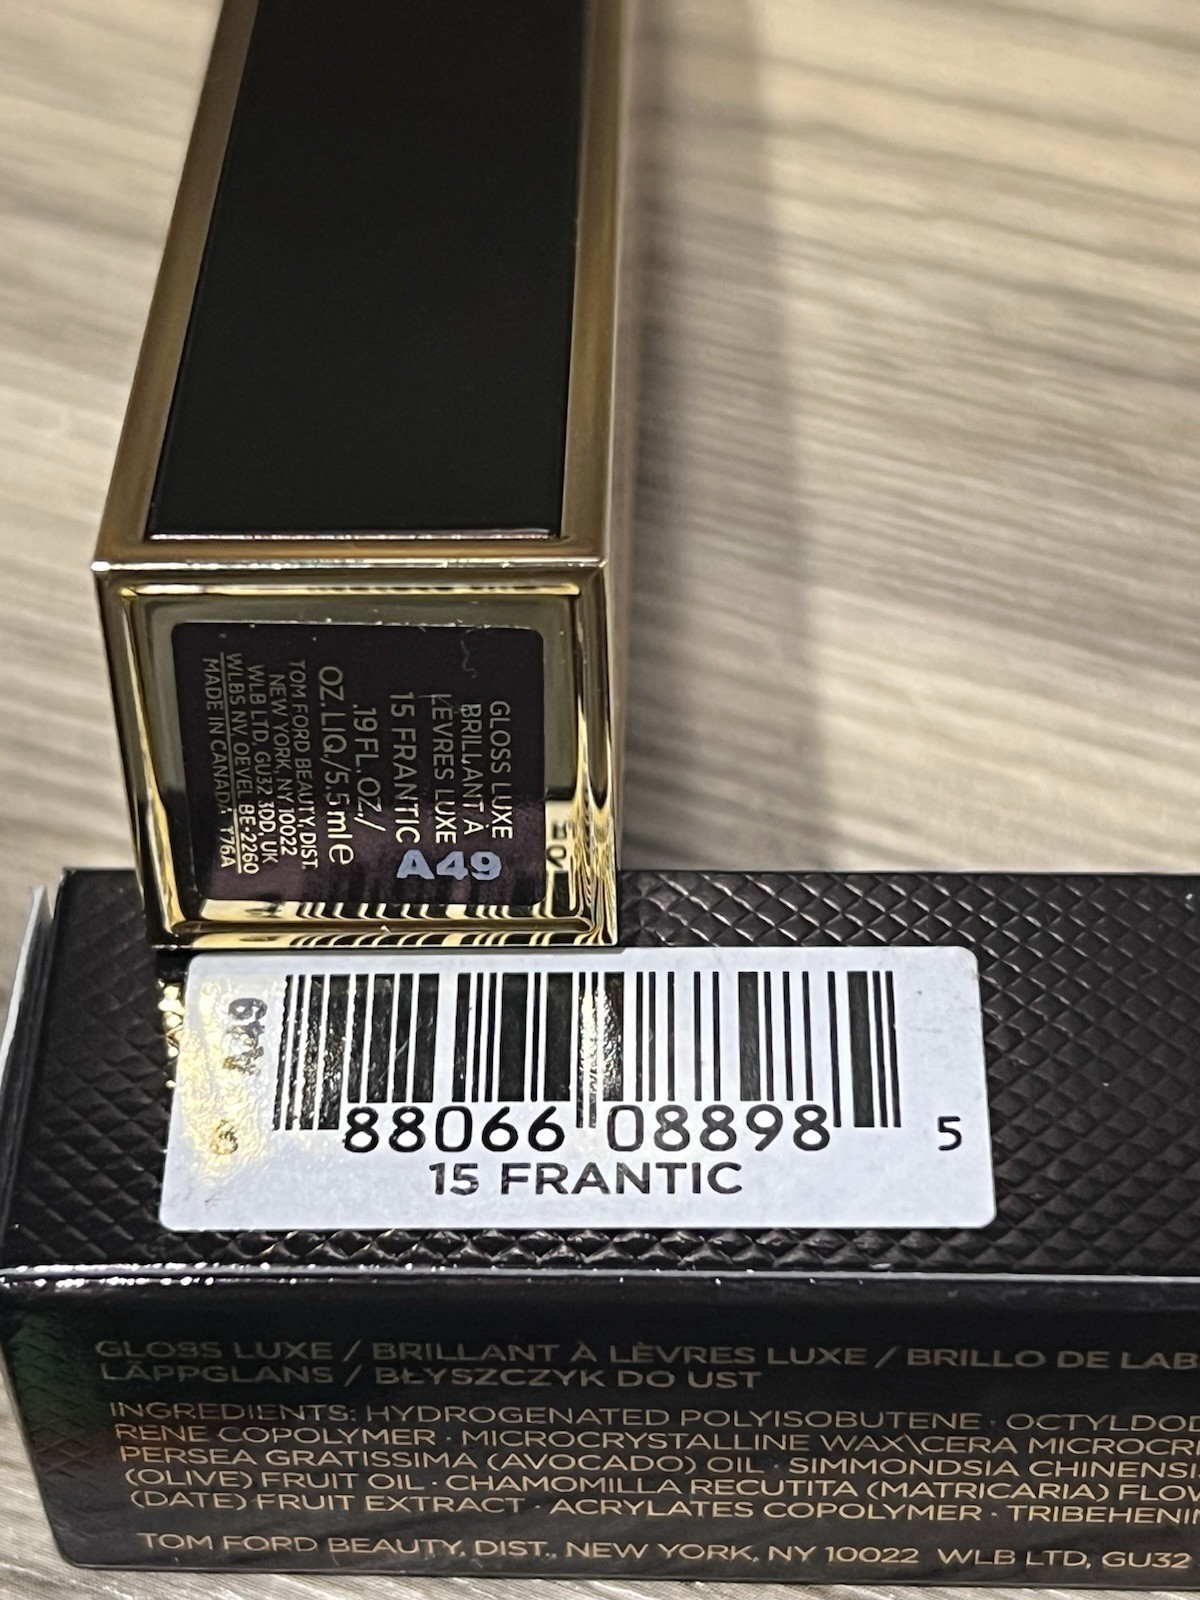 GLOSS LUXE
BRILLANT À
LÈVRES LUXE
15 FRANTIC
.19 FL. OZ./
OZ. LIQ./5.5 ml e
TOM FORD BEAUTY, DIST.
NEW YORK, NY 10022
WLB LTD, GU32 3DD, UK
WLBS NV, OEVEL BE-2260
MADE IN CANADA T76A
A49
A49
88066 08898 5
15 FRANTIC
GLOSS LUXE / BRILLANT À LÈVRES LUXE / BRILLO DE LAB
LÄPPGLANS / BŁYSZCZYK DO UST
INGREDIENTS: HYDROGENATED POLYISOBUTENE · OCTYLDOD
RENE COPOLYMER · MICROCRYSTALLINE WAX\CERA MICROCR
PERSEA GRATISSIMA (AVOCADO) OIL · SIMMONDSIA CHINENSI
(OLIVE) FRUIT OIL · CHAMOMILLA RECUTITA (MATRICARIA) FLOW
(DATE) FRUIT EXTRACT · ACRYLATES COPOLYMER · TRIBEHENIN
TOM FORD BEAUTY, DIST., NEW YORK, NY 10022 WLB LTD, GU32